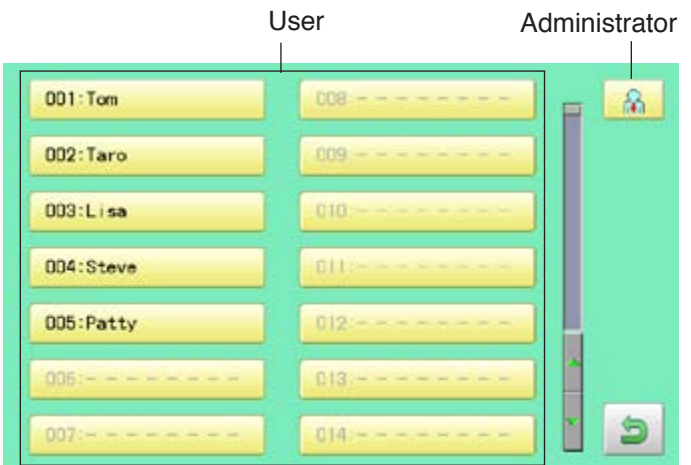 User Administrator
001:Tom 008:--------
002:Taro 009:--------
003:Lisa 010:--------
004:Steve 011:--------
005:Patty 012:--------
006:-------- 013:--------
007:-------- 014:--------